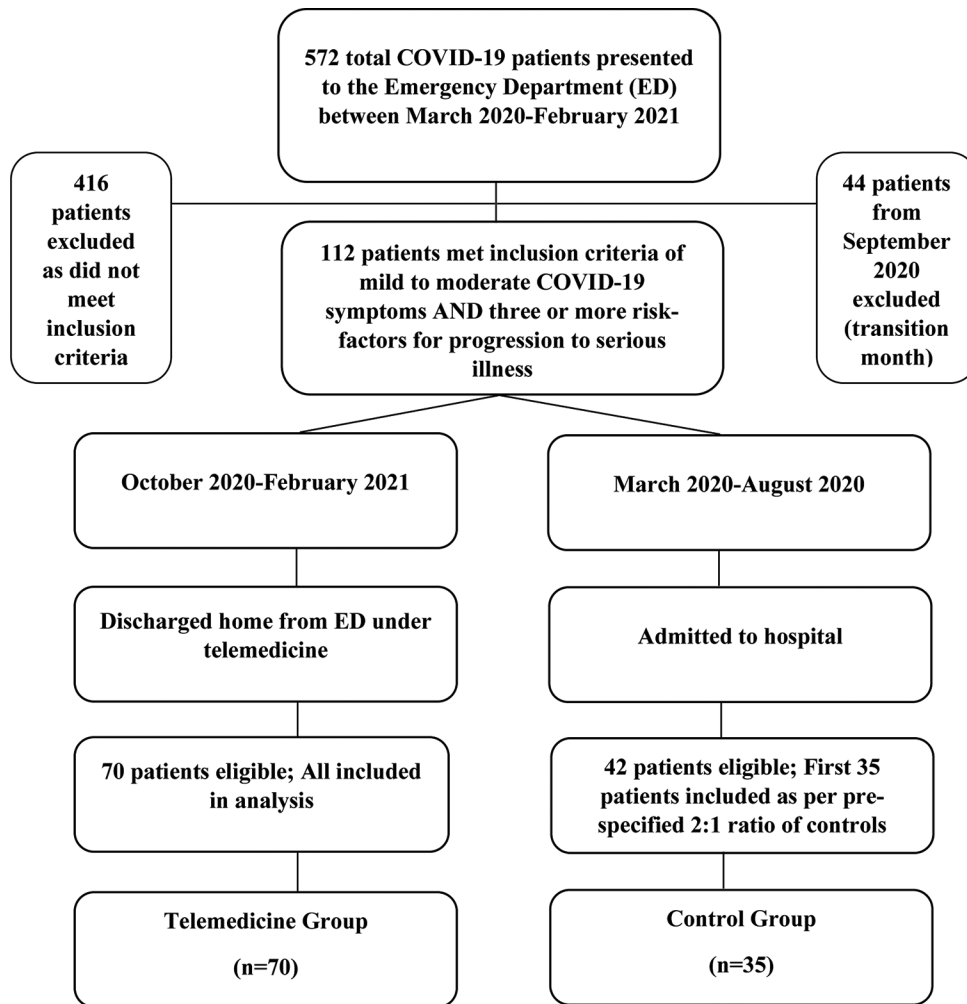 572 total COVID-19 patients presented
to the Emergency Department (ED)
between March 2020-February 2021
416
patients
excluded
as did not
meet
inclusion
criteria
44 patients
from
September
2020
excluded
(transition
month)
112 patients met inclusion criteria of
mild to moderate COVID-19
symptoms AND three or more risk-
factors for progression to serious
illness
October 2020-February 2021
March 2020-August 2020
Discharged home from ED under
telemedicine
Admitted to hospital
70 patients eligible; All included
in analysis
42 patients eligible; First 35
patients included as per pre-
specified 2:1 ratio of controls
Telemedicine Group
(n=70)
Control Group
(n=35)